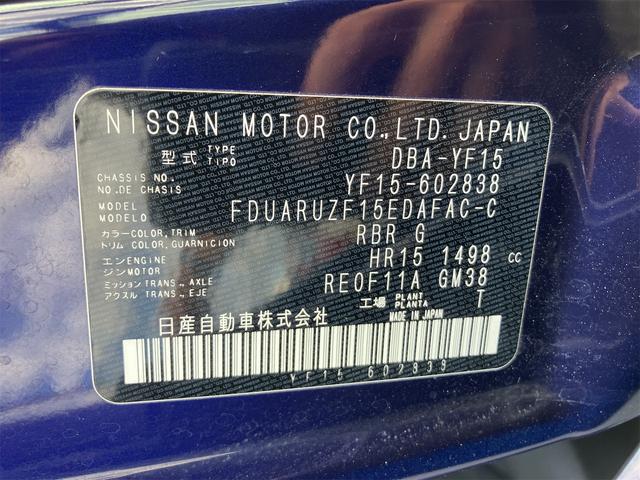 NISSAN MOTOR CO.,LTD. JAPAN
型式 TYPE TIPO DBA-YF15
CHASSIS NO. NO.DE CHASSIS YF15-602838
MODEL MODELO FDUARUZF15EDAFAC-C
カラー COLOR,TRIM トリム COLOR,GUARNICION RBR G
エンジン ENGINE MOTOR HR15 1498 cc
ミッション TRANS., AXLE アクスル TRANS., EJE RE0F11A GM38
工場 PLANT PLANTA T
日産自動車株式会社 MADE IN JAPAN
YF15 602838